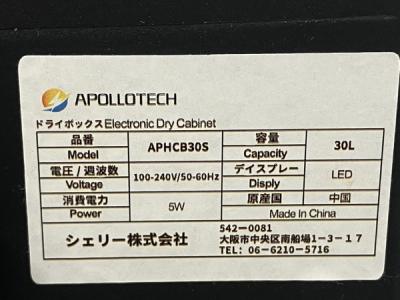 APOLLOTECH
ドライボックス Electronic Dry Cabinet
品番 Model APHCB30S 容量 Capacity 30L
電圧/週波数 Voltage 100-240V/50-60Hz デイスプレー Disply LED
消費電力 Power 5W 原産国 中国 Made In China
シェリー株式会社 542-0081
大阪市中央区南船場1-3-17
TEL: 06-6210-5716